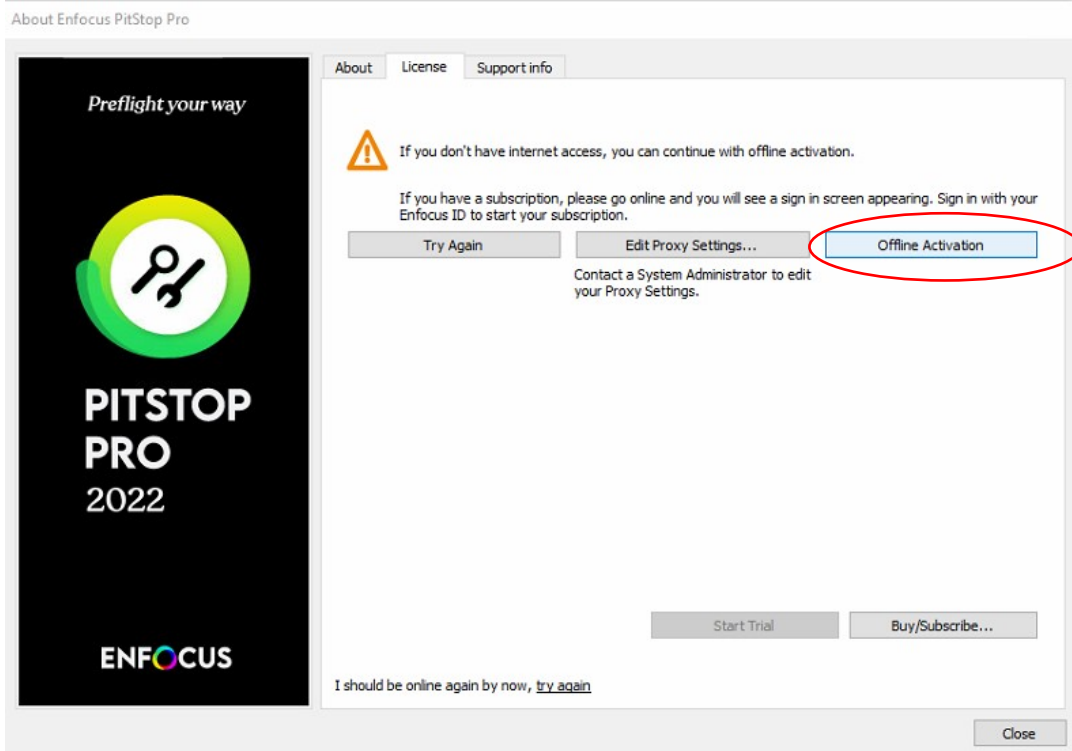 About Enfocus PitStop Pro
Preflight your way
PITSTOP
PRO
2022
ENFOCUS
About License Support info
If you don't have internet access, you can continue with offline activation.
If you have a subscription, please go online and you will see a sign in screen appearing. Sign in with your
Enfocus ID to start your subscription.
Try Again Edit Proxy Settings... Offline Activation
Contact a System Administrator to edit
your Proxy Settings.
Start Trial Buy/Subscribe...
I should be online again by now, try again
Close